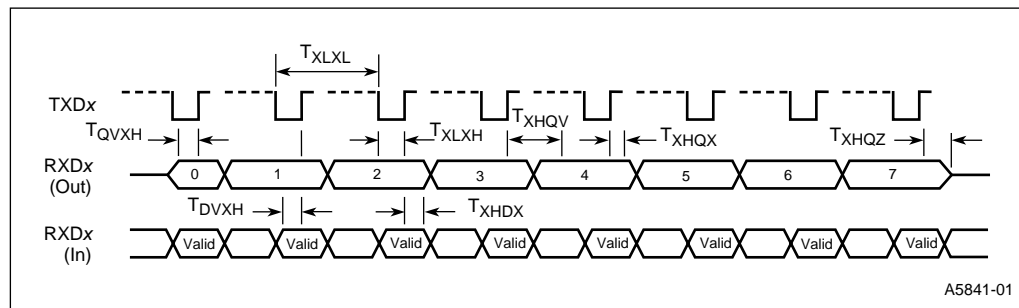 TXLXL
TXDx
TQVXH
TXLXH
TXHQV
TXHQX
TXHQZ
RXDx
(Out)
0 1 2 3 4 5 6 7
TDVXH
TXHDX
RXDx
(In)
Valid Valid Valid Valid Valid Valid Valid Valid
A5841-01